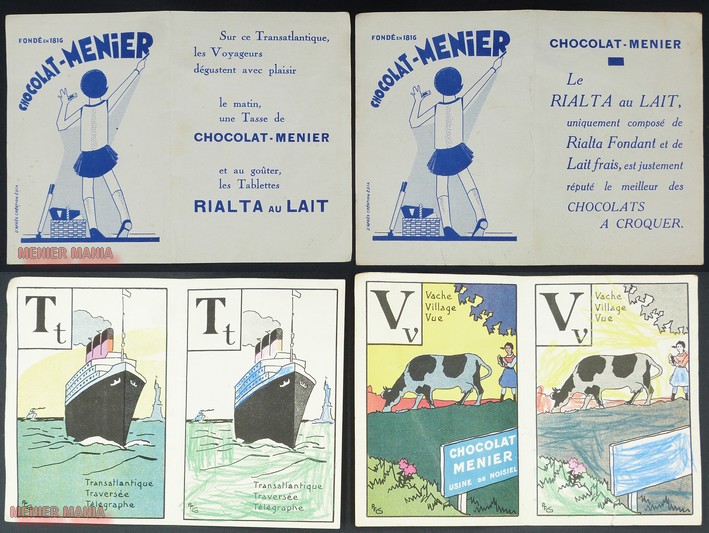 FONDÉ EN 1816
CHOCOLAT-MENIER
Sur ce Transatlantique,
les Voyageurs
dégustent avec plaisir
le matin,
une Tasse de
CHOCOLAT-MENIER
et au goûter,
les Tablettes
RIALTA AU LAIT
MENIER MANIA
FONDÉ EN 1816
CHOCOLAT-MENIER
CHOCOLAT-MENIER
Le
RIALTA au LAIT,
uniquement composé de
Rialta Fondant et de
Lait frais, est justement
réputé le meilleur des
CHOCOLATS
A CROQUER.
T t
Transatlantique
Traversée
Télégraphe
MENIER MANIA
T t
Transatlantique
Traversée
Télégraphe
V v
Vache
Village
Vue
CHOCOLAT
MENIER
USINE DE NOISIEL
V v
Vache
Village
Vue